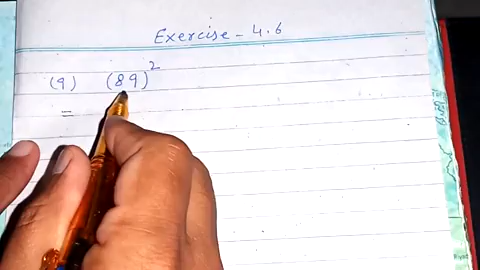 Exercise - 4.6
(9) (89)²
=